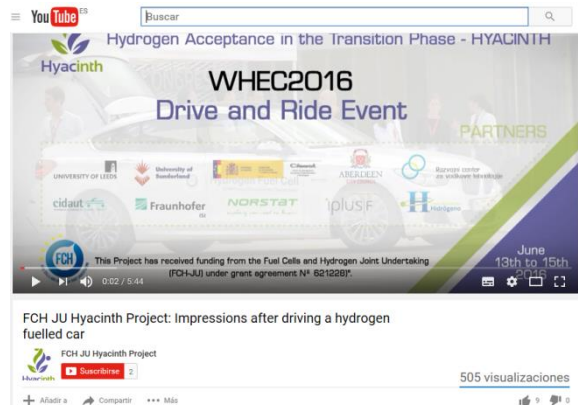 YouTube ES
Buscar
Hydrogen Acceptance in the Transition Phase - HYACINTH
Hyacinth
WHEC2016
Drive and Ride Event
PARTNERS
UNIVERSITY OF LEEDS
University of
Sunderland
ABERDEEN
cidaut
Fraunhofer
NORSTAT
iplusF
Hidrógeno
FCH
This Project has received funding from the Fuel Cells and Hydrogen Joint Undertaking
(FCH-JU) under grant agreement Nº 621228)".
June
13th to 15th
2016
0:02 / 5:44
FCH JU Hyacinth Project: Impressions after driving a hydrogen
fuelled car
FCH JU Hyacinth Project
Suscribirse 2
Hyacinth
505 visualizaciones
Añadir a Compartir Más
9 0